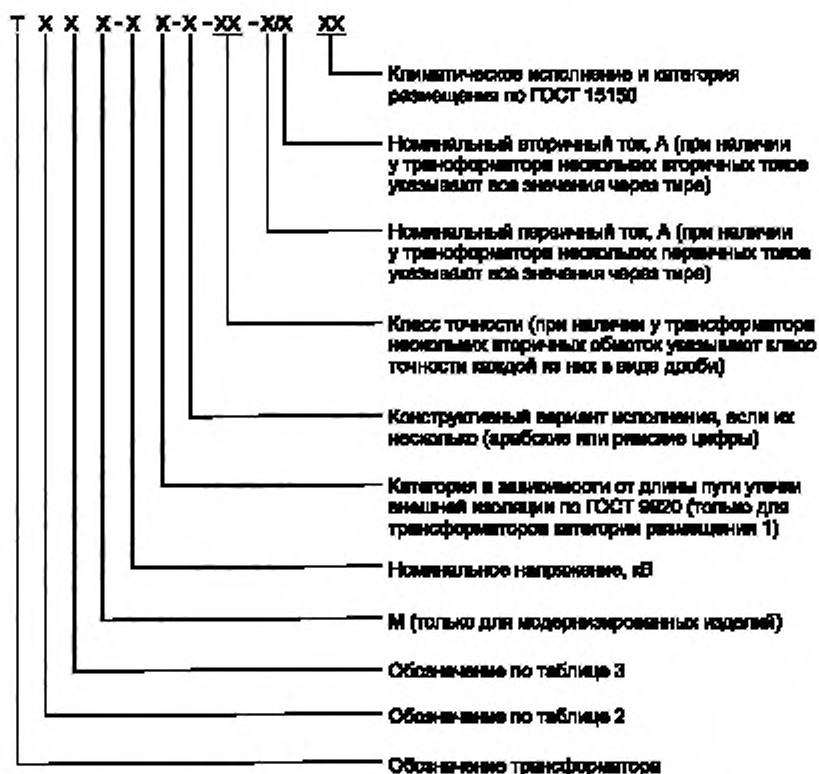 Т Х Х Х-Х Х-Х-ХХ-Х/Х ХХ
Климатическое исполнение и категория
размещения по ГОСТ 15150
Номинальный вторичный ток, А (при наличии
у трансформатора нескольких вторичных токов
указывают все значения через тире)
Номинальный первичный ток, А (при наличии
у трансформатора нескольких первичных токов
указывают все значения через тире)
Класс точности (при наличии у трансформатора
нескольких вторичных обмоток указывают класс
точности каждой из них в виде дроби)
Конструктивный вариант исполнения, если их
несколько (арабские или римские цифры)
Категория в зависимости от длины пути утечки
внешней изоляции по ГОСТ 9920 (только для
трансформаторов категории размещения 1)
Номинальное напряжение, кВ
М (только для модернизированных изделий)
Обозначение по таблице 3
Обозначение по таблице 2
Обозначение трансформатора